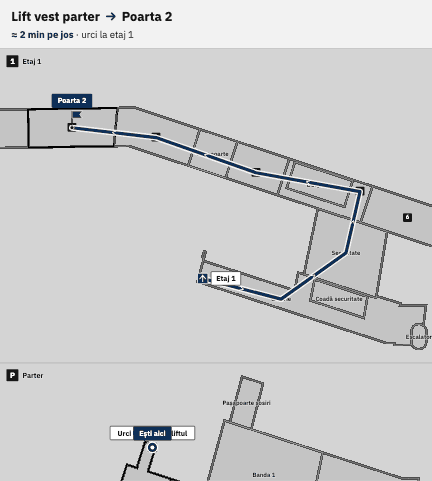 Lift vest parter → Poarta 2
≈ 2 min pe jos · urci la etaj 1
1 Etaj 1
Poarta 2
6
Etaj 1
Coadă securitate
Escalator
P Parter
Pașapoarte sosiri
Urci
Ești aici
liftul
Banda 1